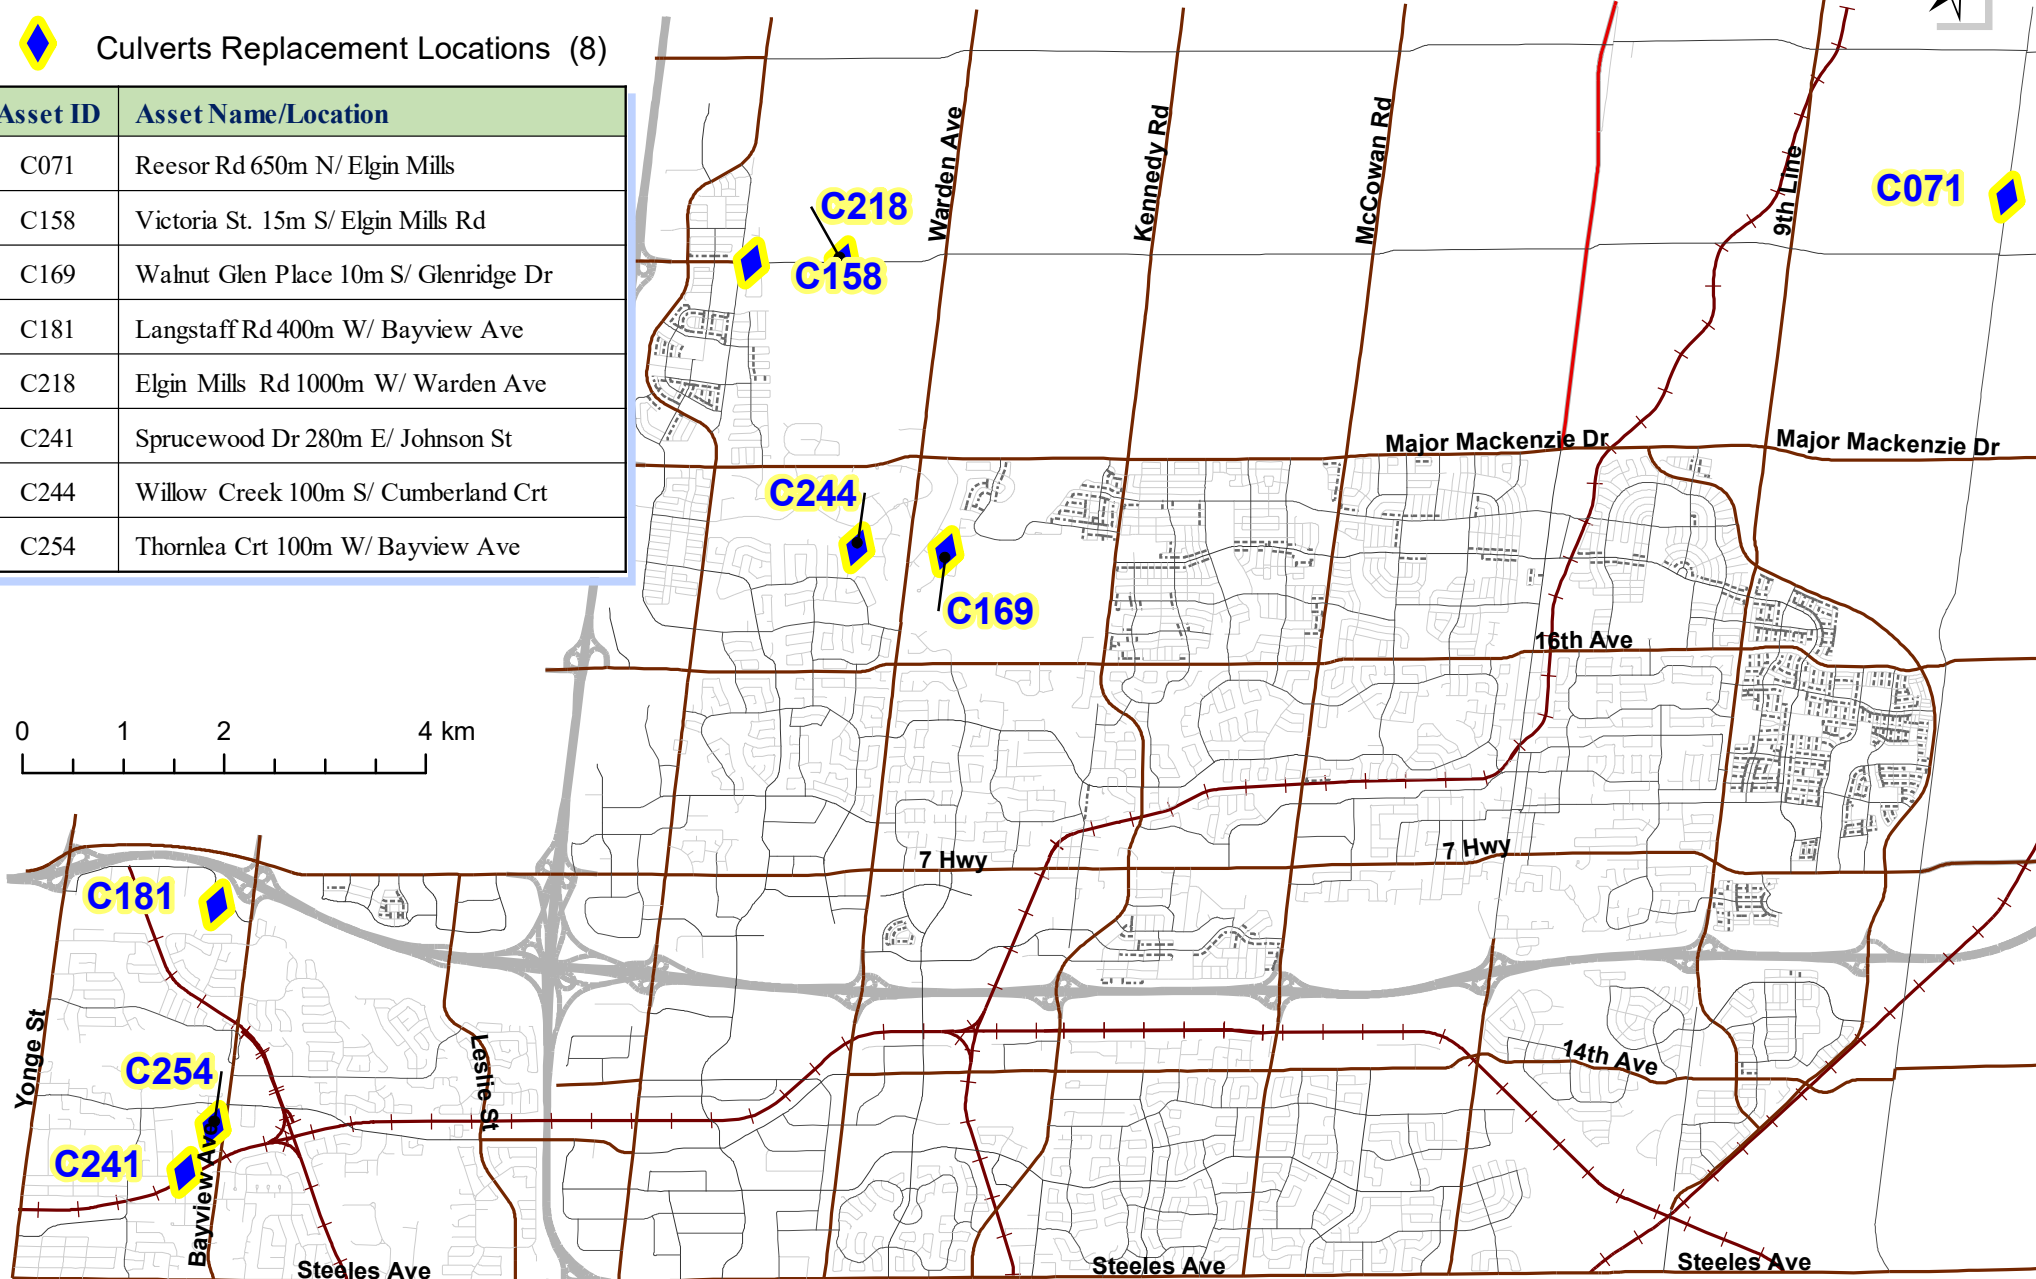 Culverts Replacement Locations (8)
Asset ID Asset Name/Location
C071 Reesor Rd 650m N/ Elgin Mills
C158 Victoria St. 15m S/ Elgin Mills Rd
C169 Walnut Glen Place 10m S/ Glenridge Dr
C181 Langstaff Rd 400m W/ Bayview Ave
C218 Elgin Mills Rd 1000m W/ Warden Ave
C241 Sprucewood Dr 280m E/ Johnson St
C244 Willow Creek 100m S/ Cumberland Crt
C254 Thornlea Crt 100m W/ Bayview Ave
Warden Ave
Kennedy Rd
McCowan Rd
9th Line
C071
C218
C158
Major Mackenzie Dr
Major Mackenzie Dr
C244
C169
16th Ave
0 1 2 4 km
7 Hwy
7 Hwy
C181
Yonge St
Leslie St
14th Ave
C254
C241
Bayview Ave
Steeles Ave
Steeles Ave
Steeles Ave